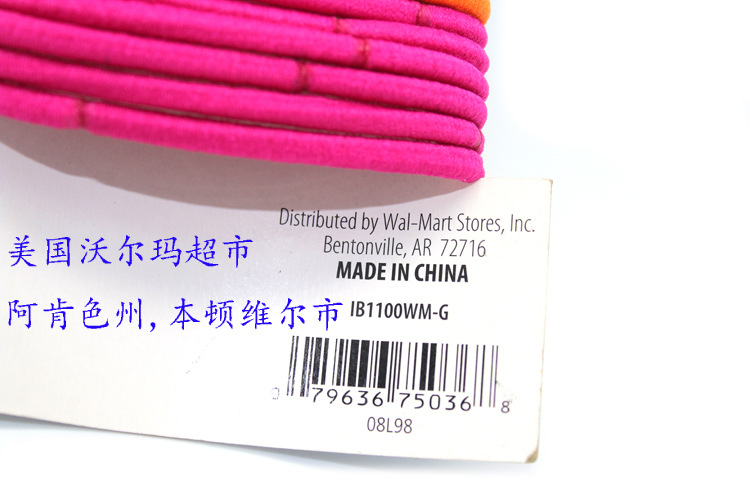 Distributed by Wal-Mart Stores, Inc.
美国沃尔玛超市
Bentonville, AR 72716
MADE IN CHINA
阿肯色州,本顿维尔市
IB1100WM-G
0 79636 75036 8
08L98